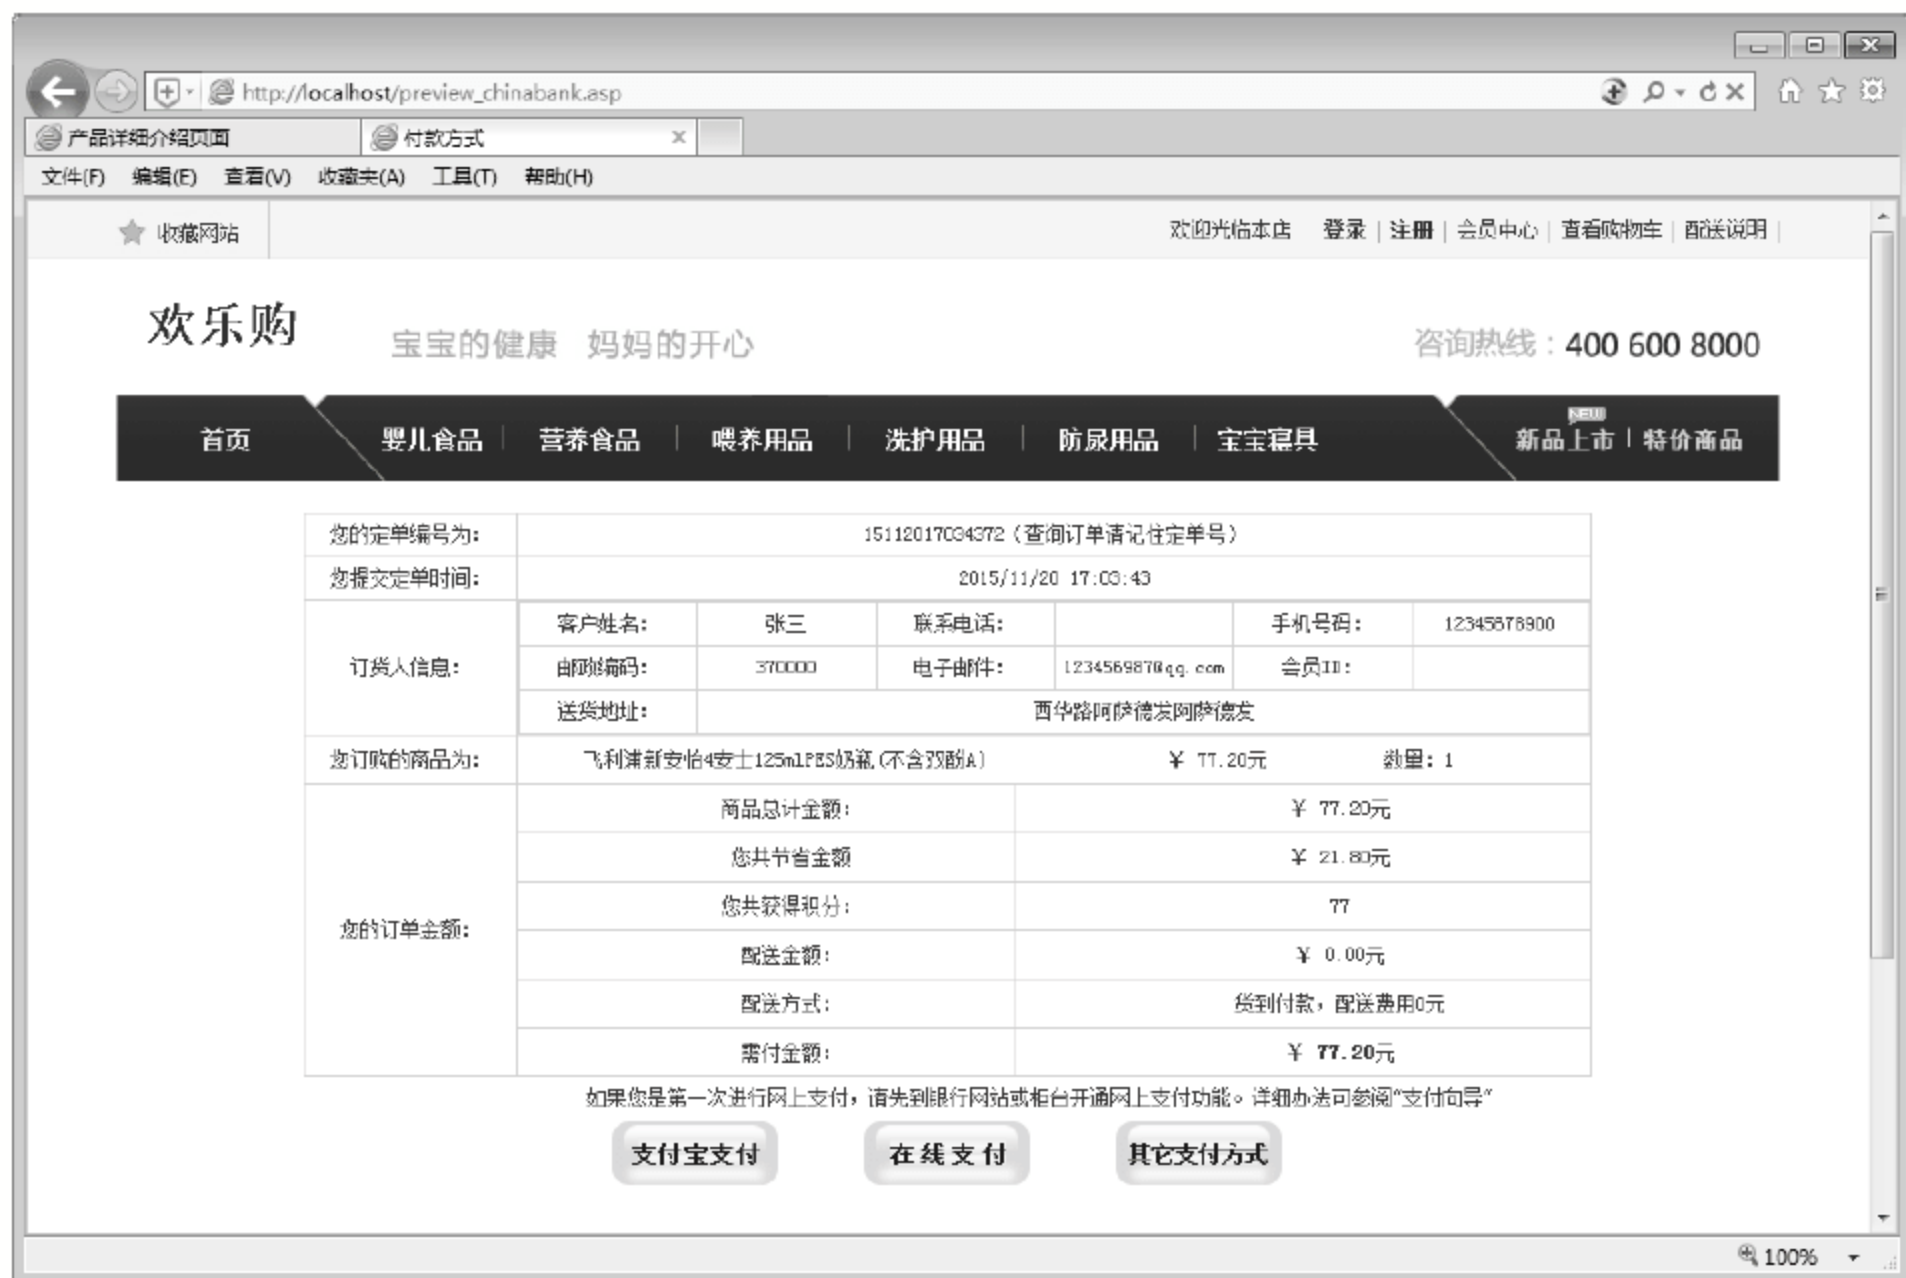 http://localhost/preview_chinabank.asp
产品详细介绍页面 付款方式
文件(F) 编辑(E) 查看(V) 收藏夹(A) 工具(T) 帮助(H)
收藏网站 欢迎光临本店 登录 | 注册 | 会员中心 | 查看购物车 | 配送说明 |
欢乐购 宝宝的健康 妈妈的开心 咨询热线：400 600 8000
NEW
首页 婴儿食品 | 营养食品 | 喂养用品 | 洗护用品 | 防尿用品 | 宝宝寝具 新品上市 | 特价商品
您的定单编号为: 15112017034372（查询订单请记住定单号）
您提交定单时间: 2015/11/20 17:03:43
客户姓名: 张三 联系电话: 手机号码: 12345678900
订货人信息: 邮政编码: 370000 电子邮件: 1234569870@qq.com 会员ID:
送货地址: 西华路阿萨德发阿萨德发
您订购的商品为: 飞利浦新安怡4安士125mlPES奶瓶(不含双酚A) ¥ 77.20元 数量: 1
商品总计金额: ¥ 77.20元
您共节省金额 ¥ 21.80元
您共获得积分: 77
您的订单金额:
配送金额: ¥ 0.00元
配送方式: 货到付款，配送费用0元
需付金额: ¥ 77.20元
如果您是第一次进行网上支付，请先到银行网站或柜台开通网上支付功能。详细办法可参阅"支付向导"
支付宝支付 在线支付 其它支付方式
100%